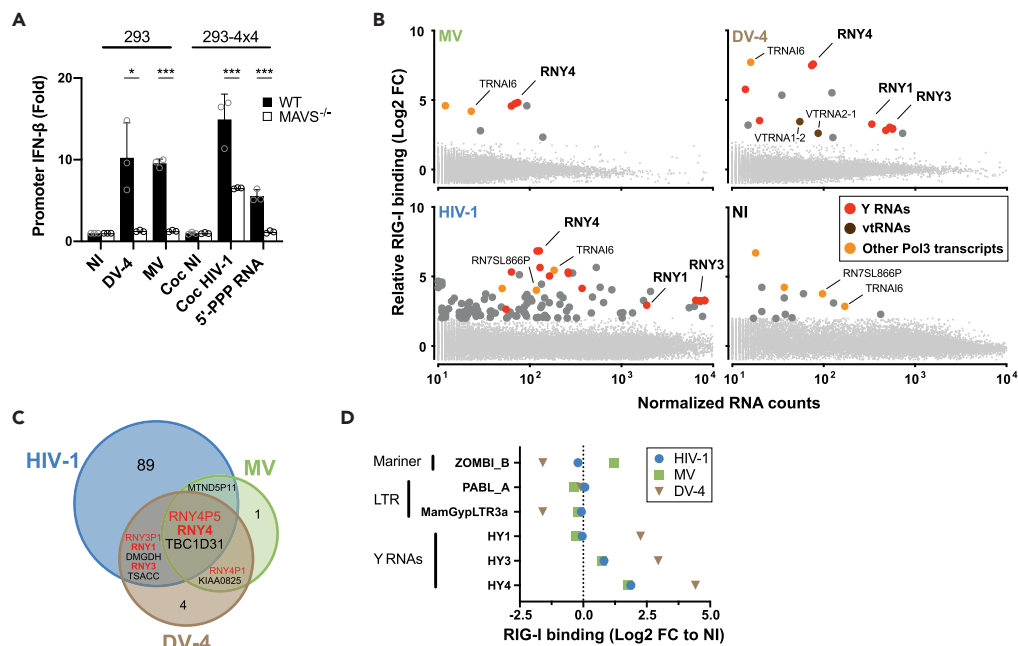 A
293 293-4x4
* *** *** ***
20
10
0
Promoter IFN-β (Fold)
WT
MAVS-/-
NI
DV-4
MV
Coc NI
Coc HIV-1
5'-PPP RNA
B
Relative RIG-I binding (Log2 FC)
10
5
0
MV
TRNAI6
RNY4
DV-4
TRNAI6
RNY4
RNY1
RNY3
VTRNA2-1
VTRNA1-2
10
5
0
HIV-1
RNY4
TRNAI6
RN7SL866P
RNY1
RNY3
NI
Y RNAs
vtRNAs
Other Pol3 transcripts
RN7SL866P
TRNAI6
101 102 103 104
101 102 103 104
Normalized RNA counts
C
HIV-1
89
MV
MTND5P11
1
RNY4P5
RNY4
TBC1D31
RNY3P1
RNY1
DMGDH
RNY3
TSACC
RNY4P1
KIAA0825
4
DV-4
D
Mariner
LTR
Y RNAs
ZOMBI_B
PABL_A
MamGypLTR3a
HY1
HY3
HY4
HIV-1
MV
DV-4
-2.5 0.0 2.5 5.0
RIG-I binding (Log2 FC to NI)